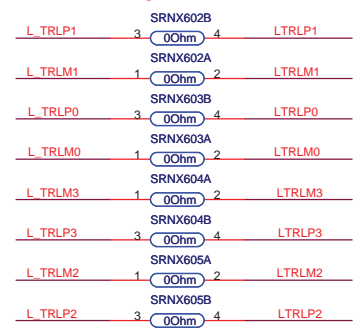 SRNX602B
L_TRLP1 3 0Ohm 4 LTRLP1
SRNX602A
L_TRLM1 1 0Ohm 2 LTRLM1
SRNX603B
L_TRLP0 3 0Ohm 4 LTRLP0
SRNX603A
L_TRLM0 1 0Ohm 2 LTRLM0
SRNX604A
L_TRLM3 1 0Ohm 2 LTRLM3
SRNX604B
L_TRLP3 3 0Ohm 4 LTRLP3
SRNX605A
L_TRLM2 1 0Ohm 2 LTRLM2
SRNX605B
L_TRLP2 3 0Ohm 4 LTRLP2